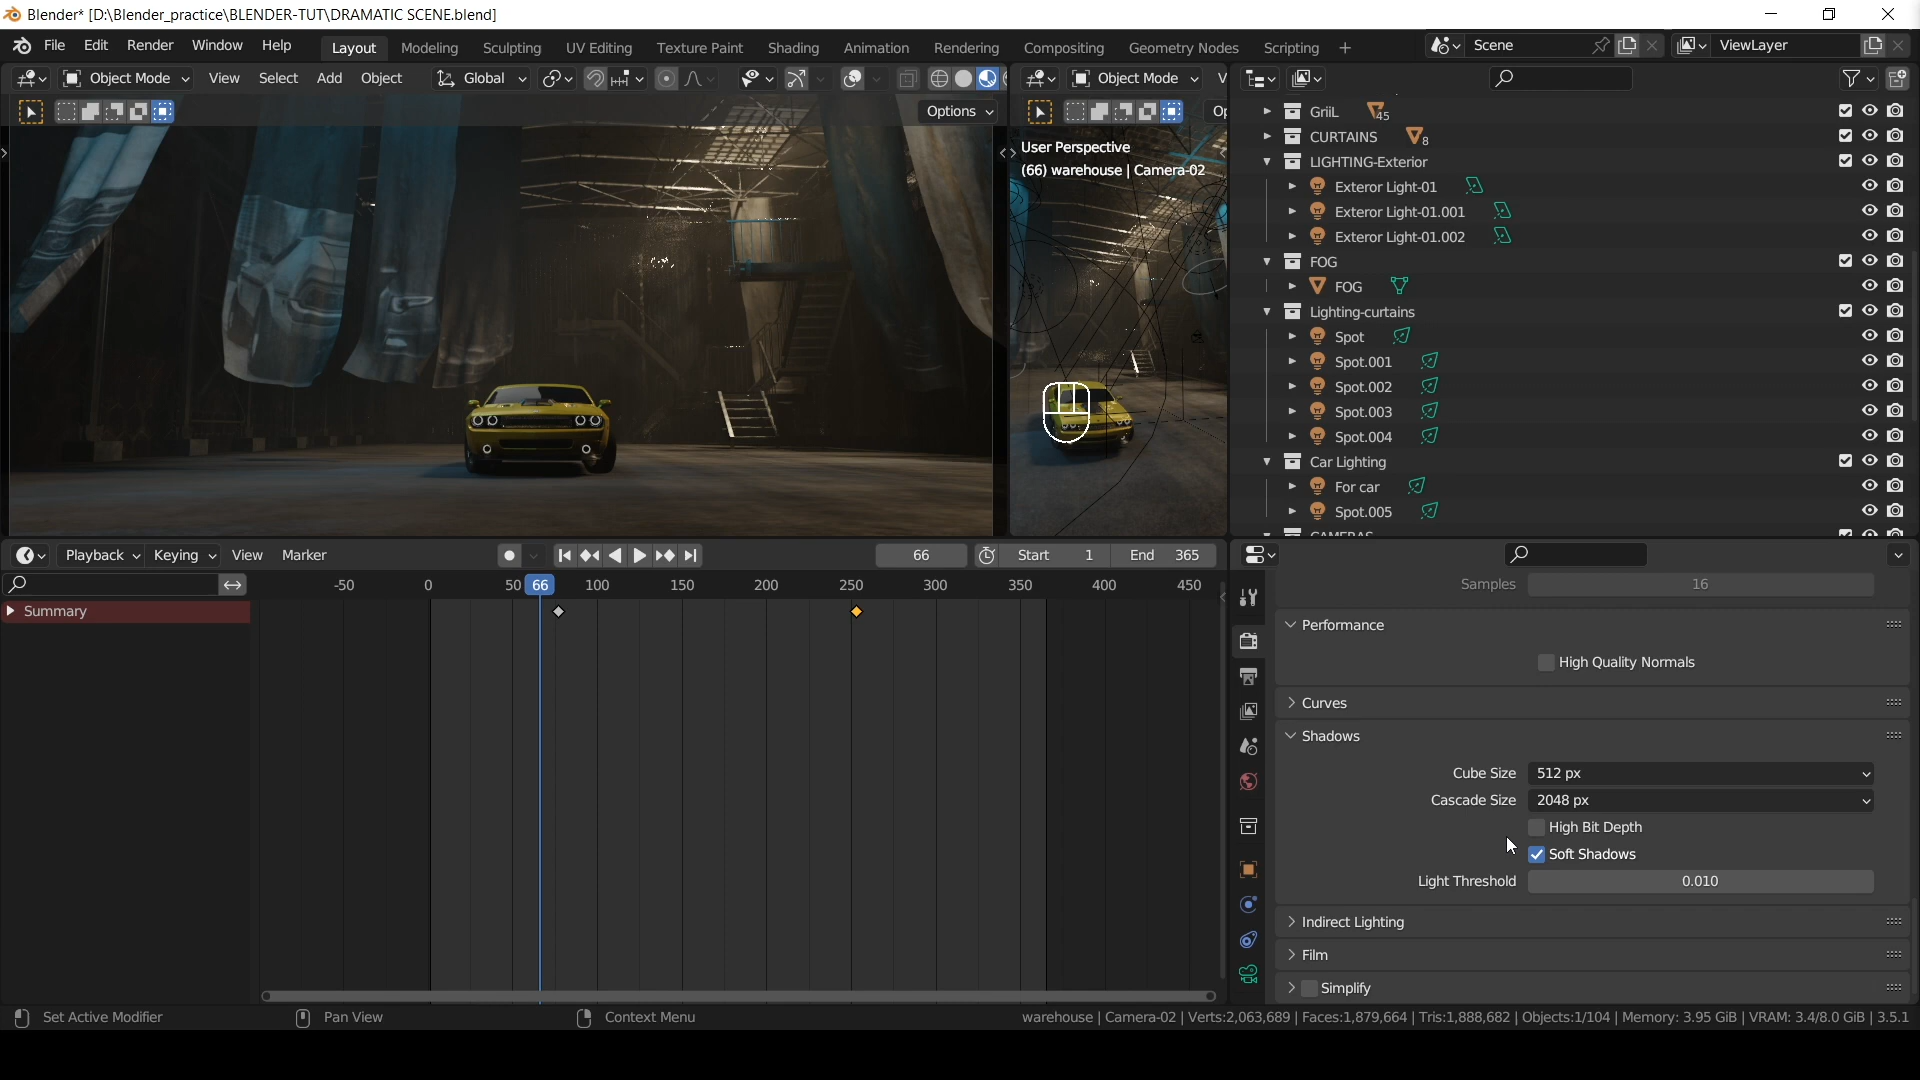 Blender* [D:\Blender_practice\BLENDER-TUT\DRAMATIC SCENE.blend]
File Edit Render Window Help Layout Modeling Sculpting UV Editing Texture Paint Shading Animation Rendering Compositing Geometry Nodes Scripting + Scene ViewLayer
Object Mode View Select Add Object Global Object Mode V
Options Op
User Perspective
(66) warehouse | Camera-02
GrilL 45
CURTAINS 8
LIGHTING-Exterior
Exteror Light-01
Exteror Light-01.001
Exteror Light-01.002
FOG
FOG
Lighting-curtains
Spot
Spot.001
Spot.002
Spot.003
Spot.004
Car Lighting
For car
Spot.005
CAMERAS
Playback Keying View Marker 66 Start 1 End 365
-50 0 50 66 100 150 200 250 300 350 400 450
Summary
Samples 16
Performance
High Quality Normals
Curves
Shadows
Cube Size 512 px
Cascade Size 2048 px
High Bit Depth
Soft Shadows
Light Threshold 0.010
Indirect Lighting
Film
Simplify
Set Active Modifier Pan View Context Menu warehouse | Camera-02 | Verts:2,063,689 | Faces:1,879,664 | Tris:1,888,682 | Objects:1/104 | Memory: 3.95 GiB | VRAM: 3.4/8.0 GiB | 3.5.1